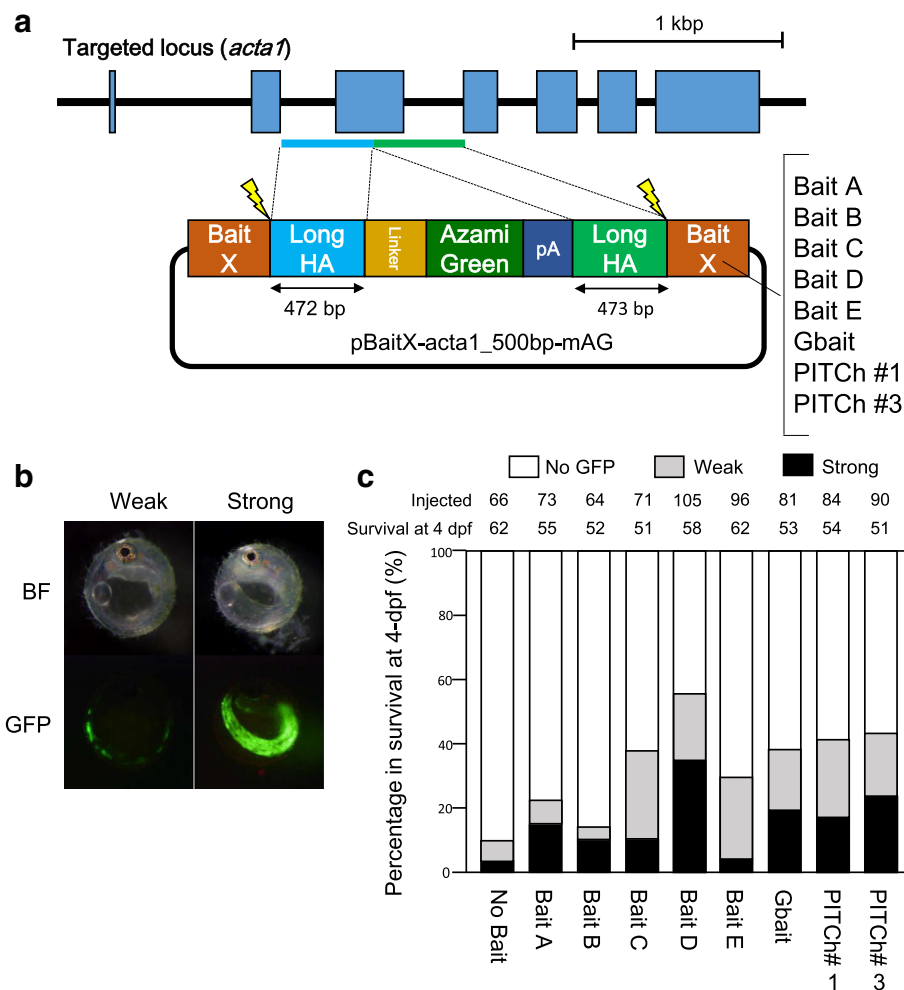 a
Targeted locus (acta1)
1 kbp
Bait X
Long HA
Linker
Azami Green
pA
Long HA
Bait X
472 bp
473 bp
pBaitX-acta1_500bp-mAG
Bait A
Bait B
Bait C
Bait D
Bait E
Gbait
PITCh #1
PITCh #3
b
Weak Strong
BF
GFP
c
No GFP Weak Strong
Injected 66 73 64 71 105 96 81 84 90
Survival at 4 dpf 62 55 52 51 58 62 53 54 51
Percentage in survival at 4-dpf (%)
100
80
60
40
20
0
No Bait
Bait A
Bait B
Bait C
Bait D
Bait E
Gbait
PITCh# 1
PITCh# 3